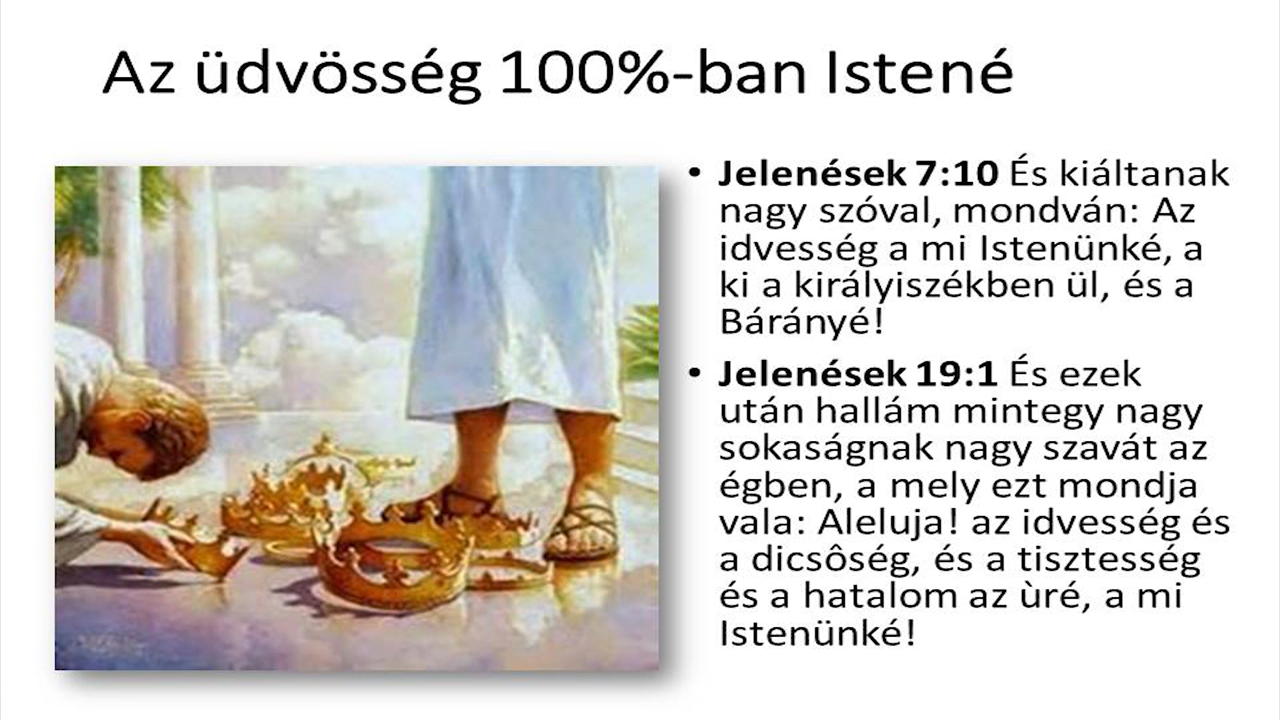 Az üdvösség 100%-ban Istené
• Jelenések 7:10 És kiáltanak
nagy szóval, mondván: Az
idvesség a mi Istenünké, a
ki a királyiszékben ül, és a
Bárányé!
• Jelenések 19:1 És ezek
után hallám mintegy nagy
sokaságnak nagy szavát az
égben, a mely ezt mondja
vala: Aleluja! az idvesség és
a dicsôség, és a tisztesség
és a hatalom az ùré, a mi
Istenünké!